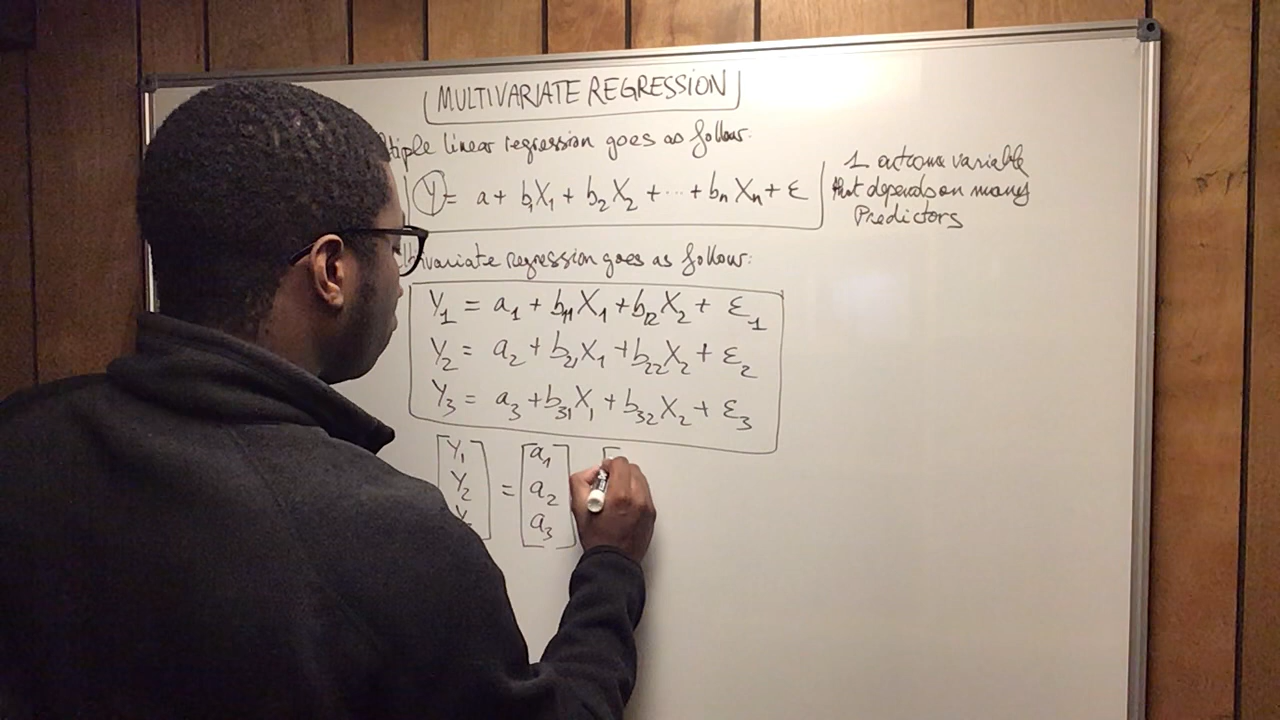 MULTIVARIATE REGRESSION
tiple linear regression goes as follow:
Y = a + b₁X₁ + b₂X₂ + ... + bₙXₙ + ε
1 outcome variable
that depends on many
Predictors
ltivariate regression goes as follow:
Y₁ = a₁ + b₁₁X₁ + b₁₂X₂ + ε₁
Y₂ = a₂ + b₂₁X₁ + b₂₂X₂ + ε₂
Y₃ = a₃ + b₃₁X₁ + b₃₂X₂ + ε₃
[Y₁ = [a₁] [
Y₂ a₂
Y a₃